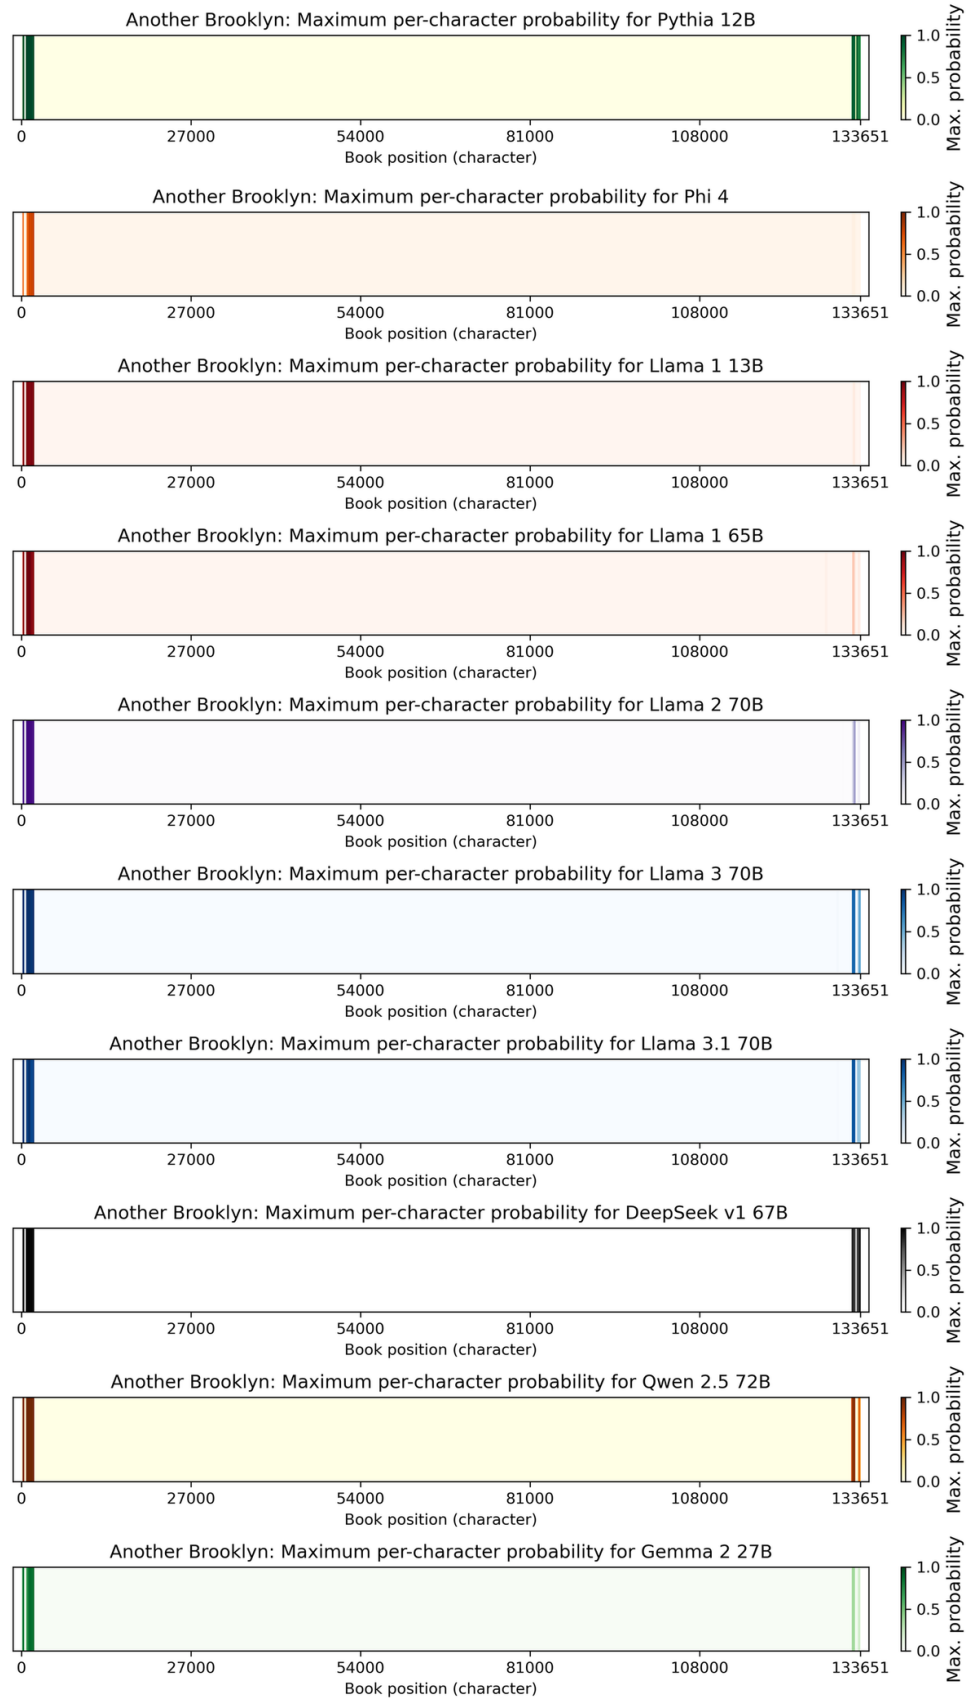 Another Brooklyn: Maximum per-character probability for Pythia 12B
1.0
0.5
0.0
Max. probability
0 27000 54000 81000 108000 133651
Book position (character)
Another Brooklyn: Maximum per-character probability for Phi 4
1.0
0.5
0.0
Max. probability
0 27000 54000 81000 108000 133651
Book position (character)
Another Brooklyn: Maximum per-character probability for Llama 1 13B
1.0
0.5
0.0
Max. probability
0 27000 54000 81000 108000 133651
Book position (character)
Another Brooklyn: Maximum per-character probability for Llama 1 65B
1.0
0.5
0.0
Max. probability
0 27000 54000 81000 108000 133651
Book position (character)
Another Brooklyn: Maximum per-character probability for Llama 2 70B
1.0
0.5
0.0
Max. probability
0 27000 54000 81000 108000 133651
Book position (character)
Another Brooklyn: Maximum per-character probability for Llama 3 70B
1.0
0.5
0.0
Max. probability
0 27000 54000 81000 108000 133651
Book position (character)
Another Brooklyn: Maximum per-character probability for Llama 3.1 70B
1.0
0.5
0.0
Max. probability
0 27000 54000 81000 108000 133651
Book position (character)
Another Brooklyn: Maximum per-character probability for DeepSeek v1 67B
1.0
0.5
0.0
Max. probability
0 27000 54000 81000 108000 133651
Book position (character)
Another Brooklyn: Maximum per-character probability for Qwen 2.5 72B
1.0
0.5
0.0
Max. probability
0 27000 54000 81000 108000 133651
Book position (character)
Another Brooklyn: Maximum per-character probability for Gemma 2 27B
1.0
0.5
0.0
Max. probability
0 27000 54000 81000 108000 133651
Book position (character)